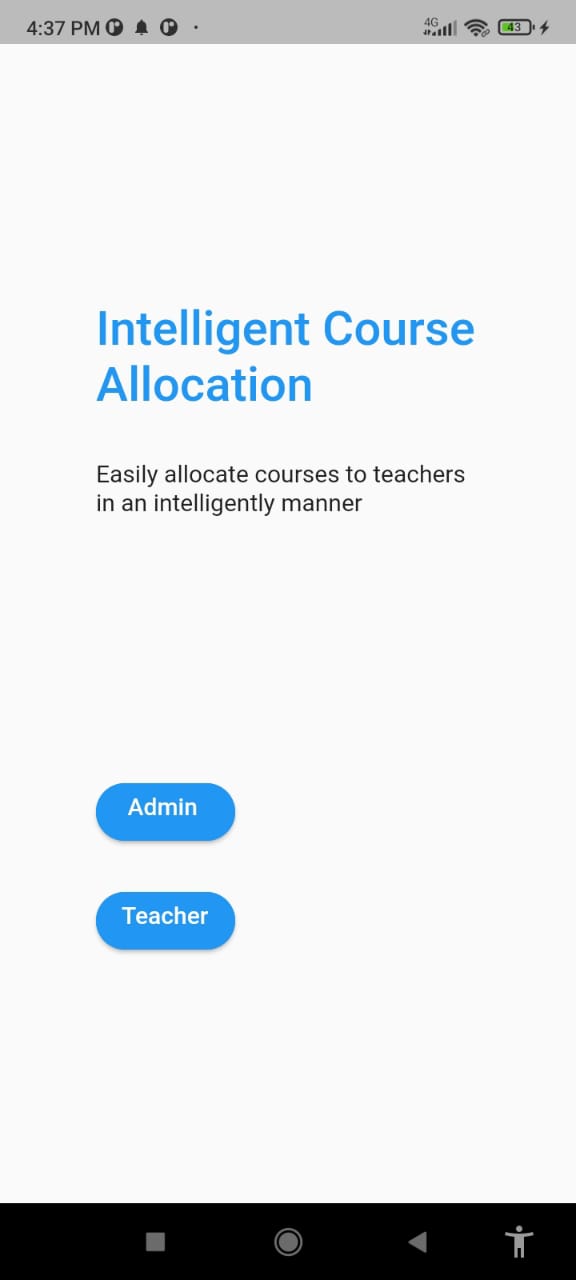 4:37 PM
4G
43
Intelligent Course
Allocation
Easily allocate courses to teachers
in an intelligently manner
Admin
Teacher